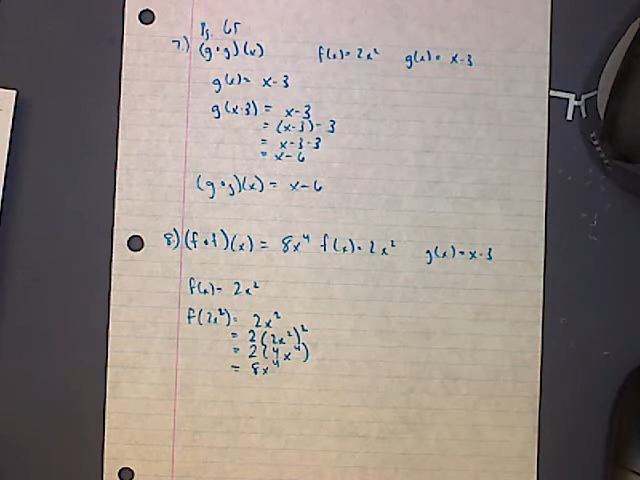 Pg. 65
7.) (g∘g)(x) f(x)=2x² g(x)=x-3
g(x)= x-3
g(x-3)= x-3
= (x-3)-3
= x-3-3
= x-6
(g∘g)(x)= x-6
8.) (f∘f)(x)= 8x⁴ f(x)=2x² g(x)=x-3
f(x)= 2x²
f(2x²)= 2x²
= 2(2x²)²
= 2(4x⁴)
= 8x⁴